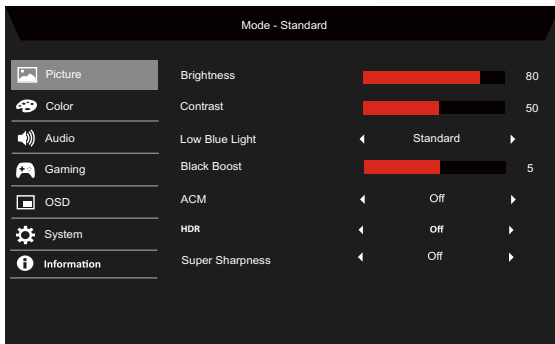 Mode - Standard
Picture
Color
Audio
Gaming
OSD
System
Information
Brightness 80
Contrast 50
Low Blue Light Standard
Black Boost 5
ACM Off
HDR Off
Super Sharpness Off